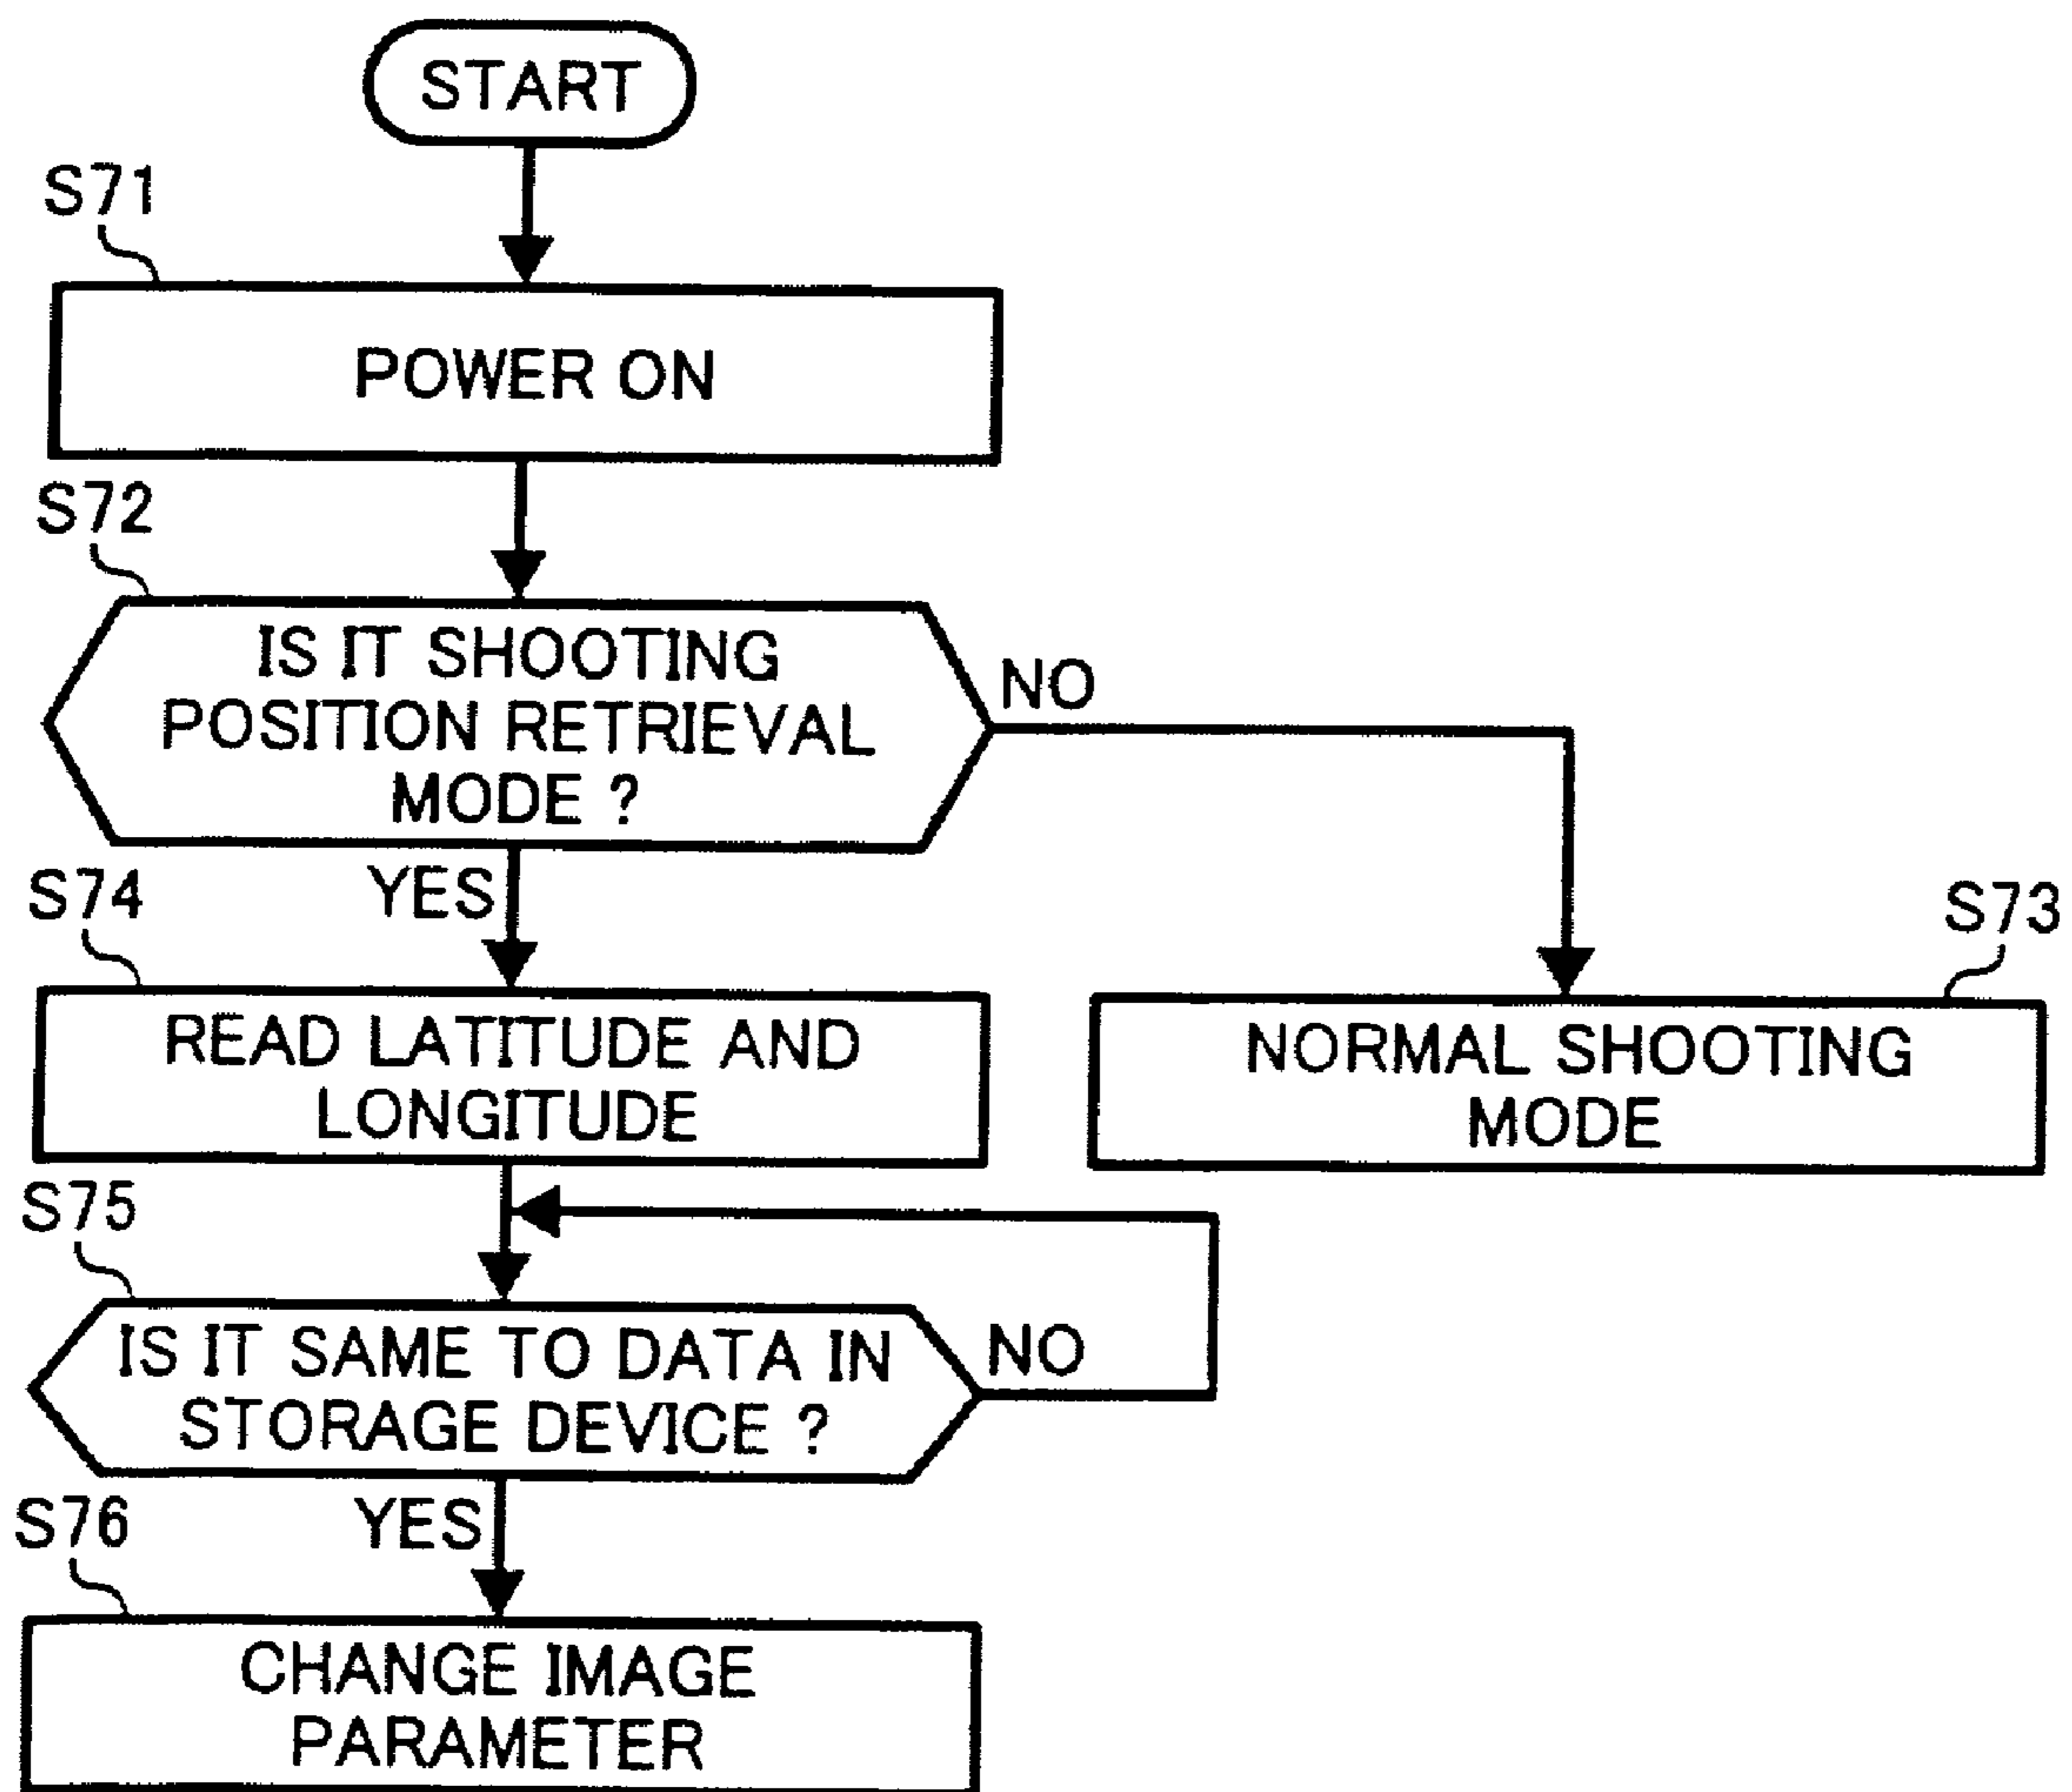 START
S71
POWER ON
S72
IS IT SHOOTING
POSITION RETRIEVAL
MODE ?
NO
YES
S74
S73
READ LATITUDE AND
LONGITUDE
NORMAL SHOOTING
MODE
S75
IS IT SAME TO DATA IN
STORAGE DEVICE ?
NO
YES
S76
CHANGE IMAGE
PARAMETER